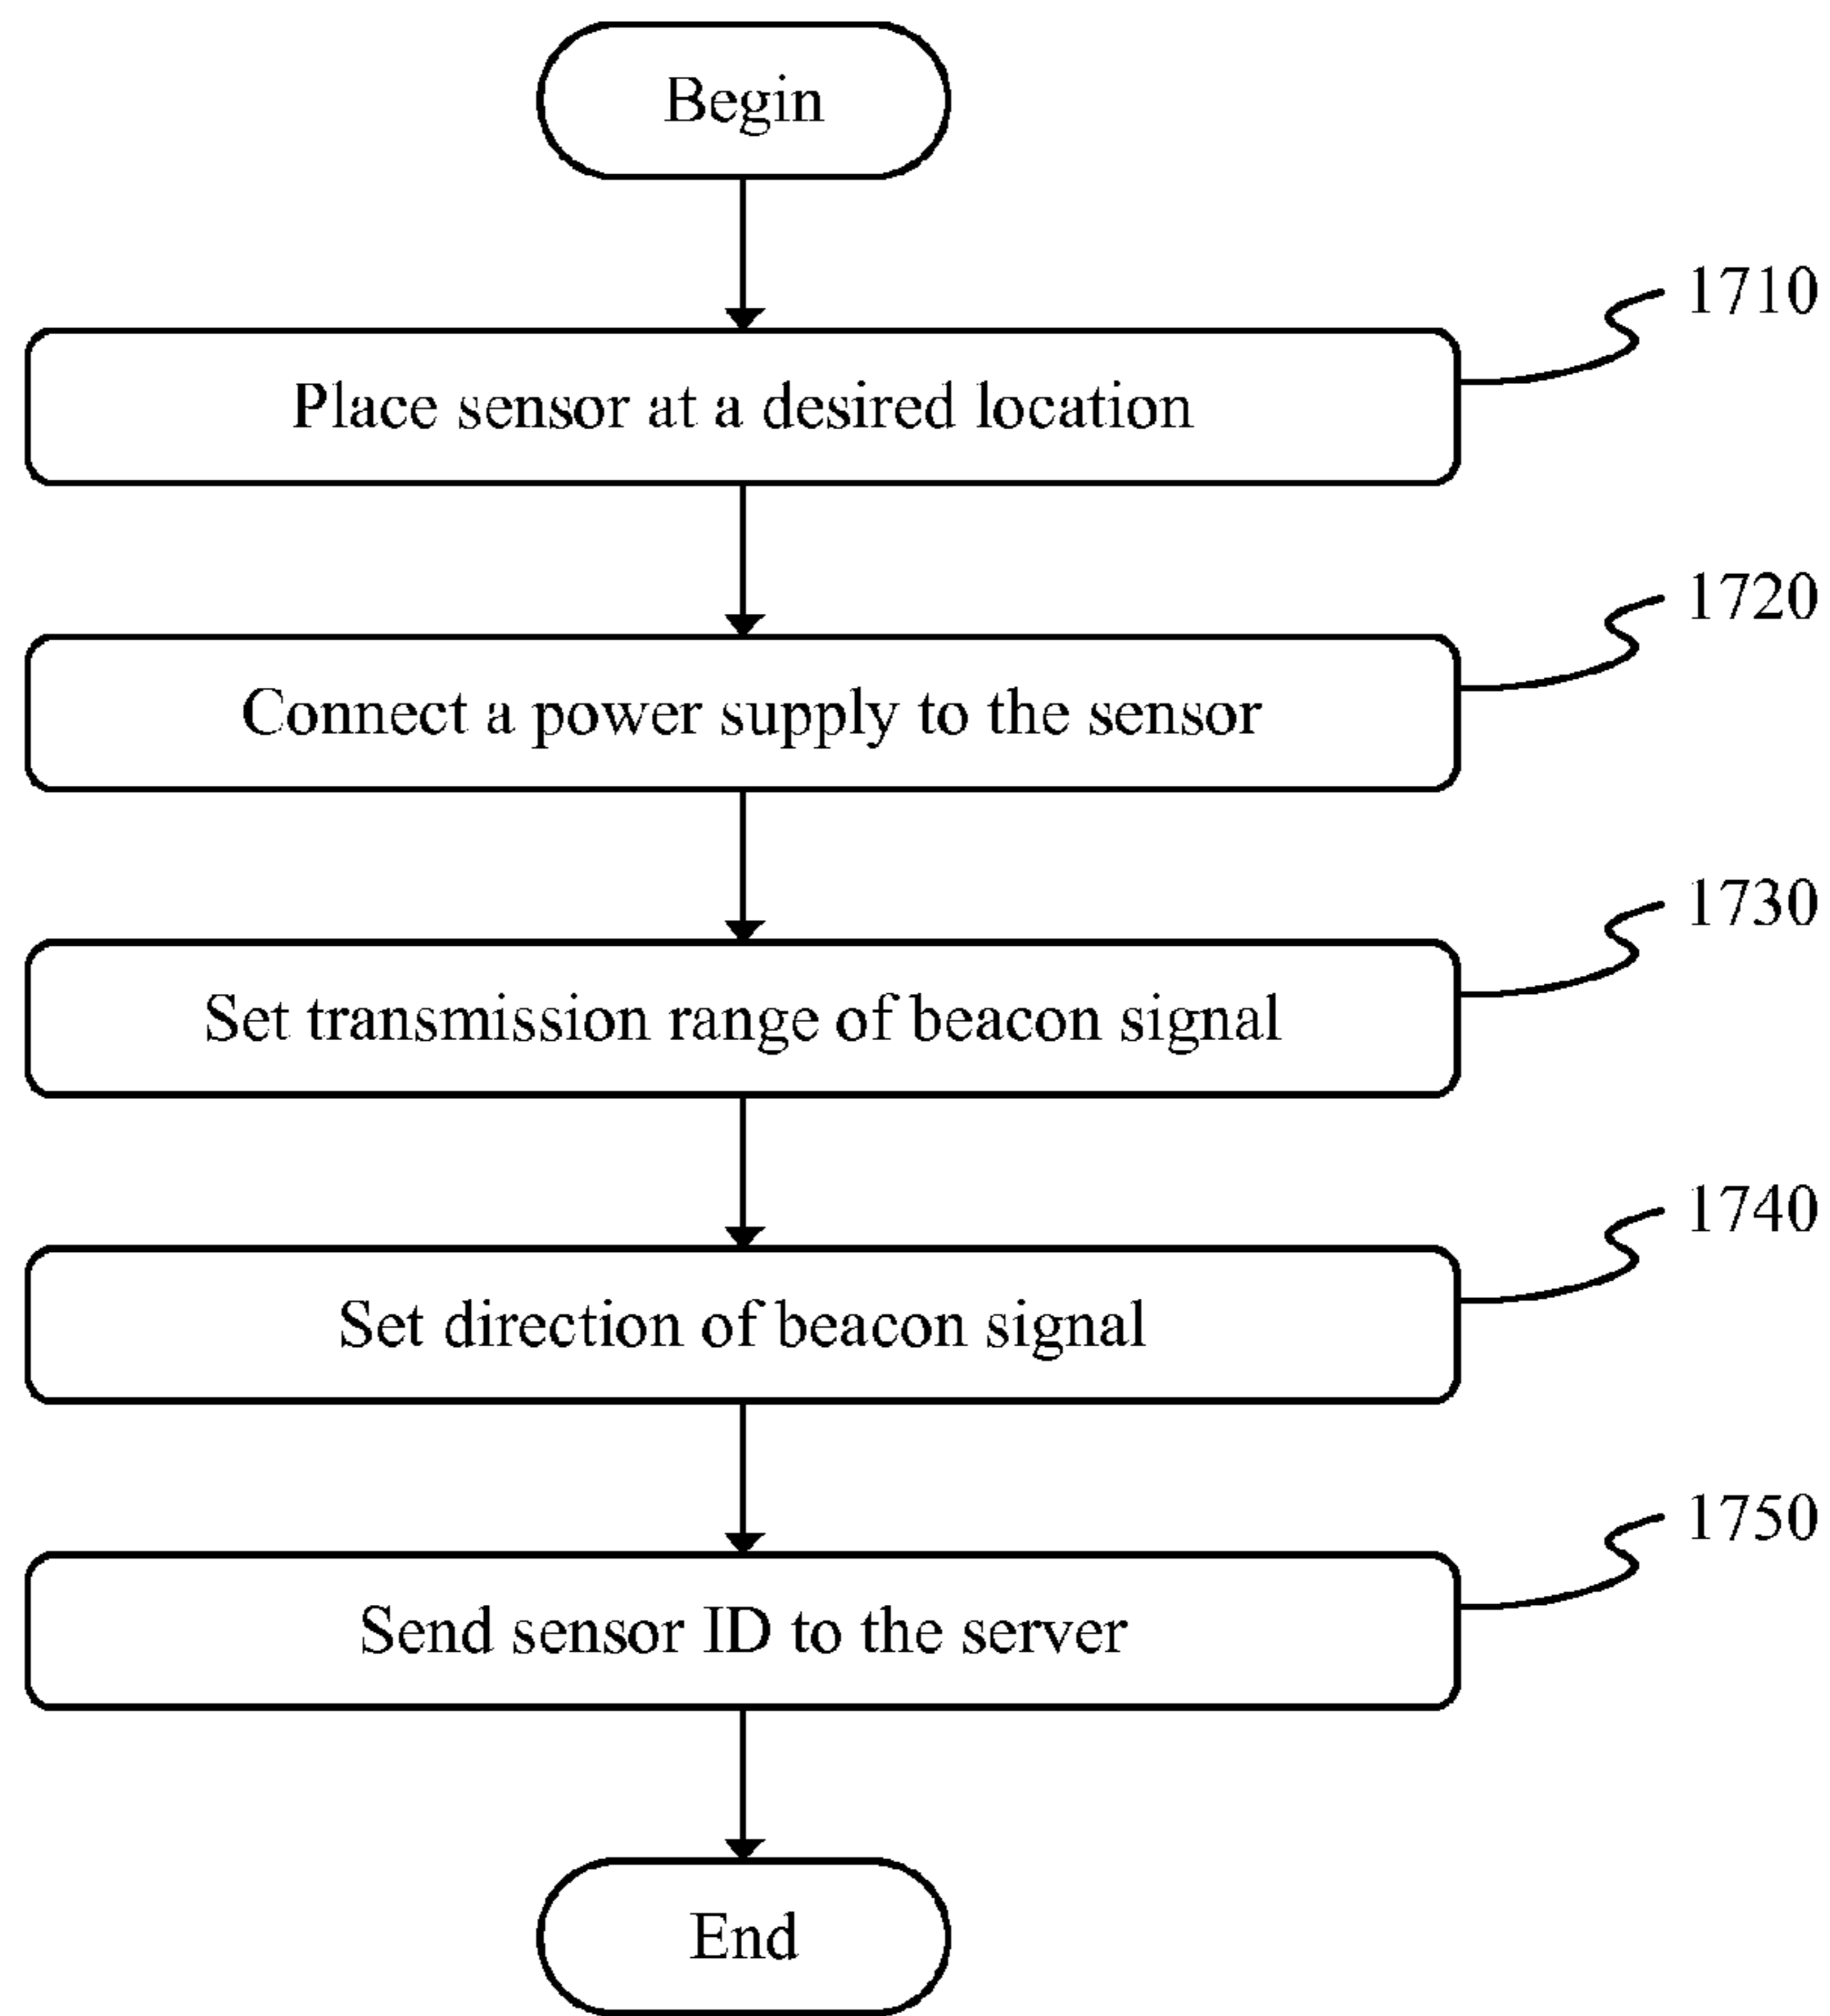 Begin
1710
Place sensor at a desired location
1720
Connect a power supply to the sensor
1730
Set transmission range of beacon signal
1740
Set direction of beacon signal
1750
Send sensor ID to the server
End